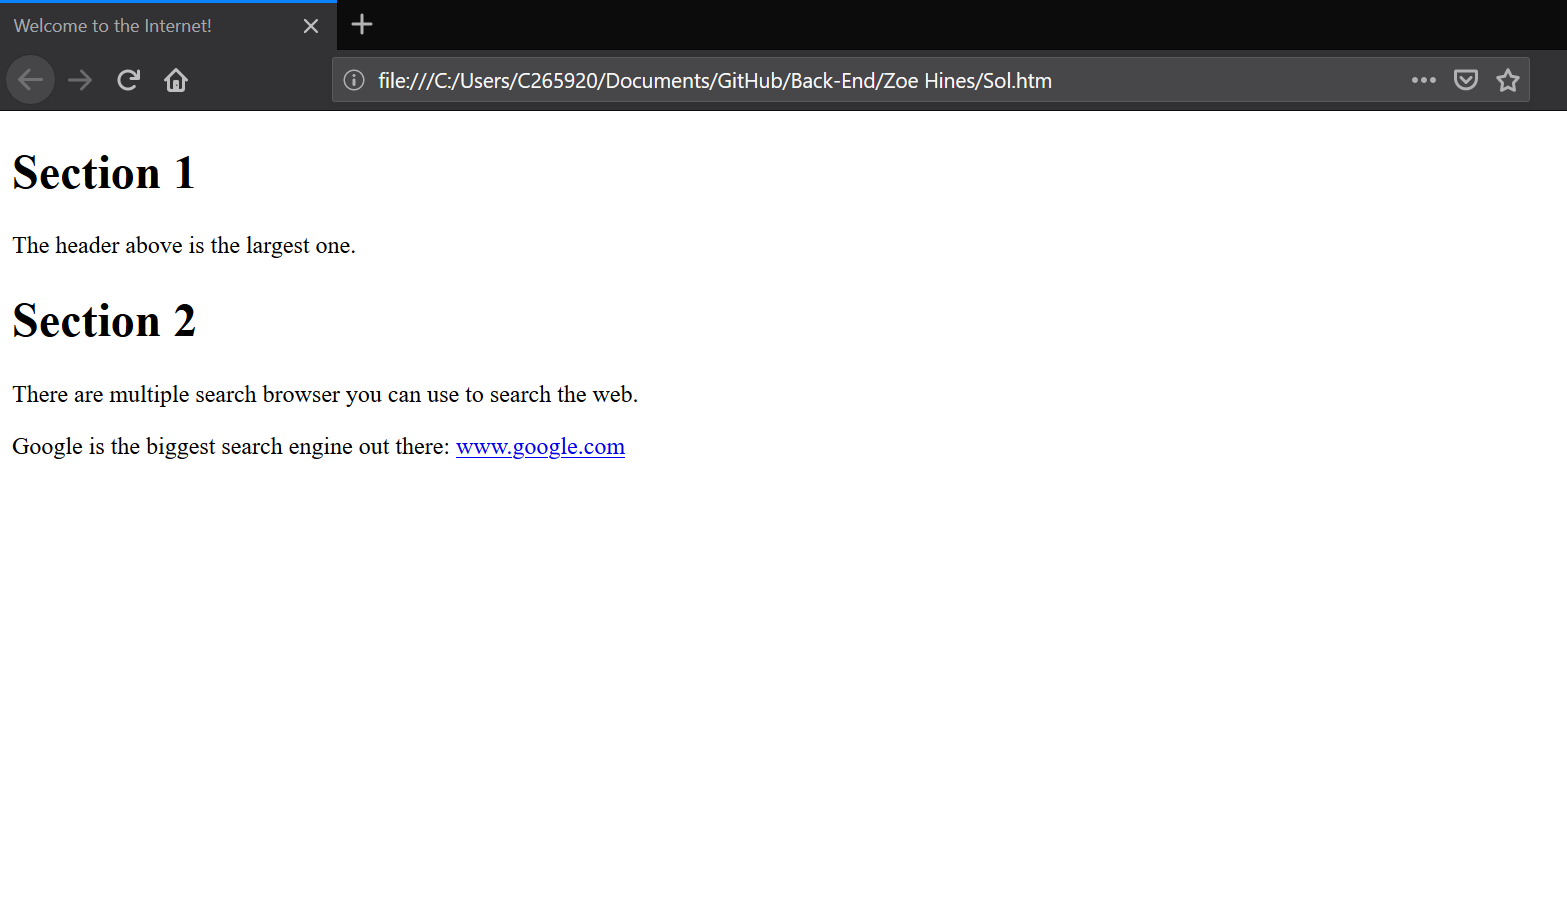 Welcome to the Internet!
file:///C:/Users/C265920/Documents/GitHub/Back-End/Zoe Hines/Sol.htm
Section 1
The header above is the largest one.
Section 2
There are multiple search browser you can use to search the web.
Google is the biggest search engine out there: www.google.com